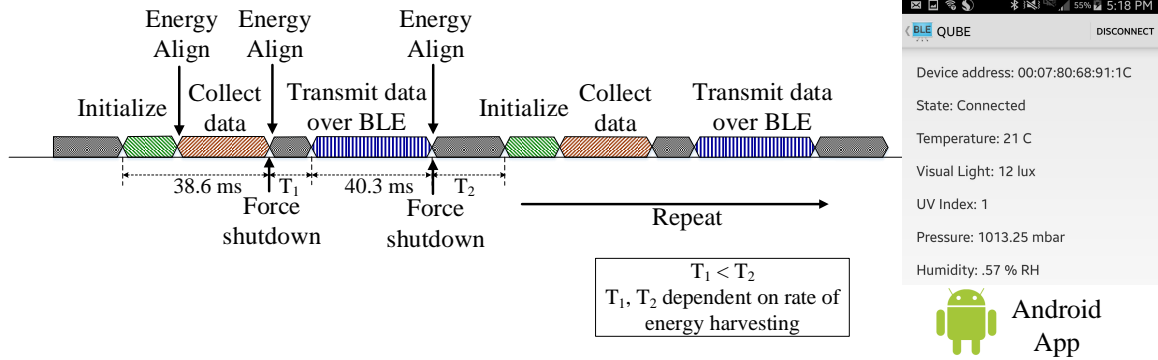 Energy
Align
Energy
Align
Energy
Align
Initialize
Collect
data
Transmit data
over BLE
Initialize
Collect
data
Transmit data
over BLE
38.6 ms
T1
40.3 ms
T2
Force
shutdown
Force
shutdown
Repeat
T1 < T2
T1, T2 dependent on rate of
energy harvesting
55% 5:18 PM
BLE QUBE DISCONNECT
Device address: 00:07:80:68:91:1C
State: Connected
Temperature: 21 C
Visual Light: 12 lux
UV Index: 1
Pressure: 1013.25 mbar
Humidity: .57 % RH
Android
App